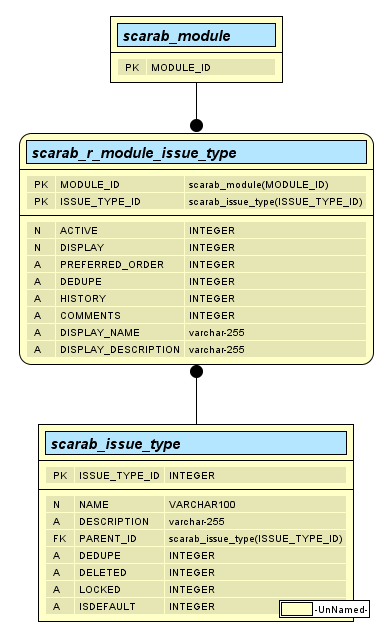 scarab_module
PK MODULE_ID
scarab_r_module_issue_type
PK MODULE_ID scarab_module(MODULE_ID)
PK ISSUE_TYPE_ID scarab_issue_type(ISSUE_TYPE_ID)
N ACTIVE INTEGER
N DISPLAY INTEGER
A PREFERRED_ORDER INTEGER
A DEDUPE INTEGER
A HISTORY INTEGER
A COMMENTS INTEGER
A DISPLAY_NAME varchar-255
A DISPLAY_DESCRIPTION varchar-255
scarab_issue_type
PK ISSUE_TYPE_ID INTEGER
N NAME VARCHAR100
A DESCRIPTION varchar-255
FK PARENT_ID scarab_issue_type(ISSUE_TYPE_ID)
A DEDUPE INTEGER
A DELETED INTEGER
A LOCKED INTEGER
A ISDEFAULT INTEGER
-UnNamed-